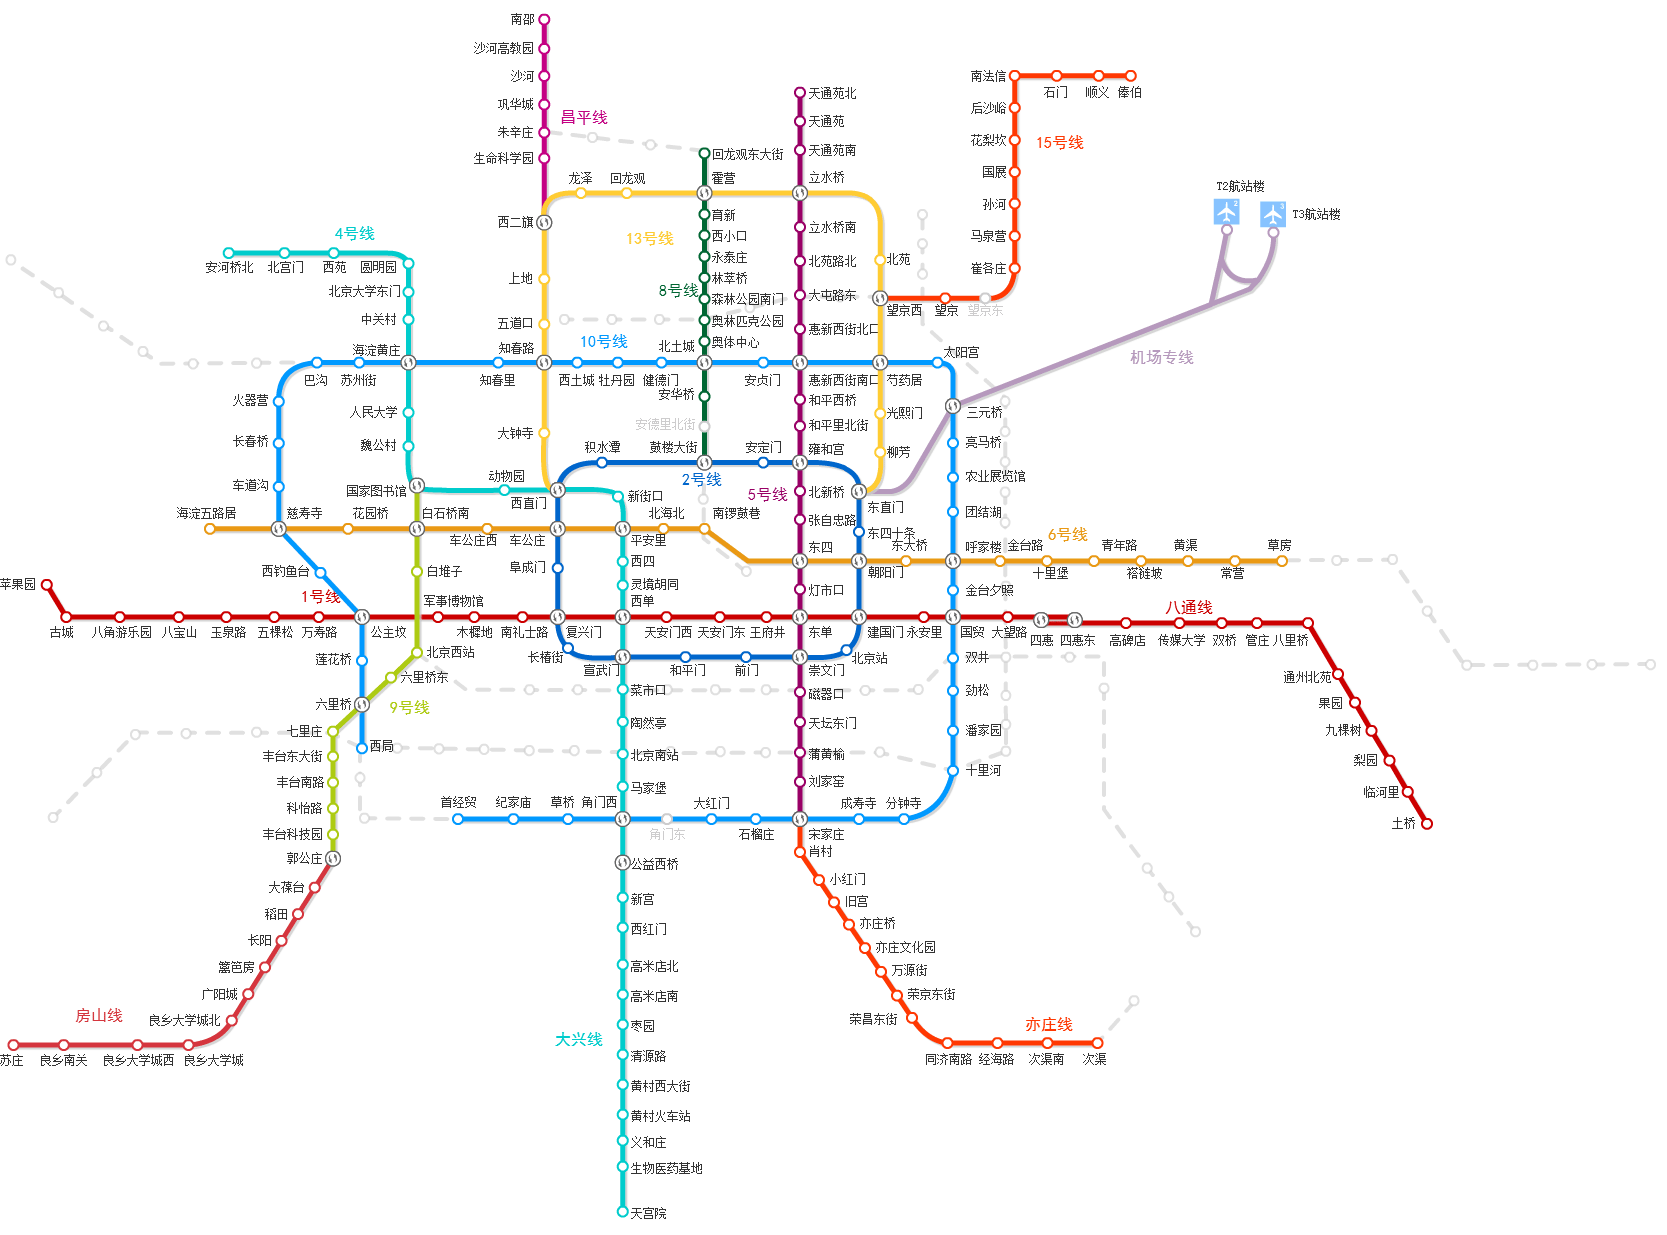 南邵
沙河高教园
沙河
巩华城
昌平线
朱辛庄
生命科学园
南法信
石门
顺义
俸伯
后沙峪
花梨坎
15号线
国展
孙河
马泉营
崔各庄
天通苑北
天通苑
天通苑南
立水桥
回龙观东大街
龙泽
回龙观
霍营
西二旗
育新
13号线
西小口
立水桥南
永泰庄
北苑路北
北苑
T2航站楼
2
3
T3航站楼
4号线
安河桥北
北宫门
西苑
圆明园
上地
林萃桥
北京大学东门
8号线
森林公园南门
大屯路东
望京西
望京
望京东
中关村
五道口
奥林匹克公园
惠新西街北口
10号线
奥体中心
海淀黄庄
知春路
北土城
太阳宫
机场专线
巴沟
苏州街
知春里
西土城
牡丹园
健德门
安贞门
惠新西街南口
芍药居
火器营
安华桥
和平西桥
人民大学
光熙门
三元桥
安德里北街
和平里北街
长春桥
魏公村
大钟寺
积水潭
鼓楼大街
安定门
雍和宫
柳芳
亮马桥
车道沟
国家图书馆
动物园
2号线
5号线
农业展览馆
西直门
新街口
北新桥
东直门
海淀五路居
慈寿寺
花园桥
白石桥南
北海北
南锣鼓巷
张自忠路
团结湖
车公庄西
车公庄
平安里
东四十条
6号线
东四
东大桥
呼家楼
金台路
青年路
黄渠
草房
西钓鱼台
白堆子
阜成门
西四
朝阳门
十里堡
褡裢坡
常营
苹果园
1号线
灵境胡同
灯市口
金台夕照
军事博物馆
西单
八通线
古城
八角游乐园
八宝山
玉泉路
五棵松
万寿路
公主坟
木樨地
南礼士路
复兴门
天安门西
天安门东
王府井
东单
建国门
永安里
国贸
大望路
四惠
四惠东
高碑店
传媒大学
双桥
管庄
八里桥
莲花桥
北京西站
长椿街
宣武门
和平门
前门
崇文门
北京站
双井
六里桥东
菜市口
磁器口
劲松
通州北苑
六里桥
9号线
果园
七里庄
陶然亭
天坛东门
潘家园
九棵树
西局
丰台东大街
北京南站
蒲黄榆
十里河
梨园
丰台南路
马家堡
刘家窑
临河里
科怡路
首经贸
纪家庙
草桥
角门西
大红门
成寿寺
分钟寺
土桥
丰台科技园
角门东
石榴庄
宋家庄
郭公庄
公益西桥
肖村
大葆台
小红门
稻田
新宫
旧宫
长阳
西红门
亦庄桥
篱笆房
高米店北
亦庄文化园
广阳城
高米店南
万源街
荣京东街
良乡大学城北
枣园
荣昌东街
房山线
大兴线
亦庄线
苏庄
良乡南关
良乡大学城西
良乡大学城
清源路
同济南路
经海路
次渠南
次渠
黄村西大街
黄村火车站
义和庄
生物医药基地
天宫院